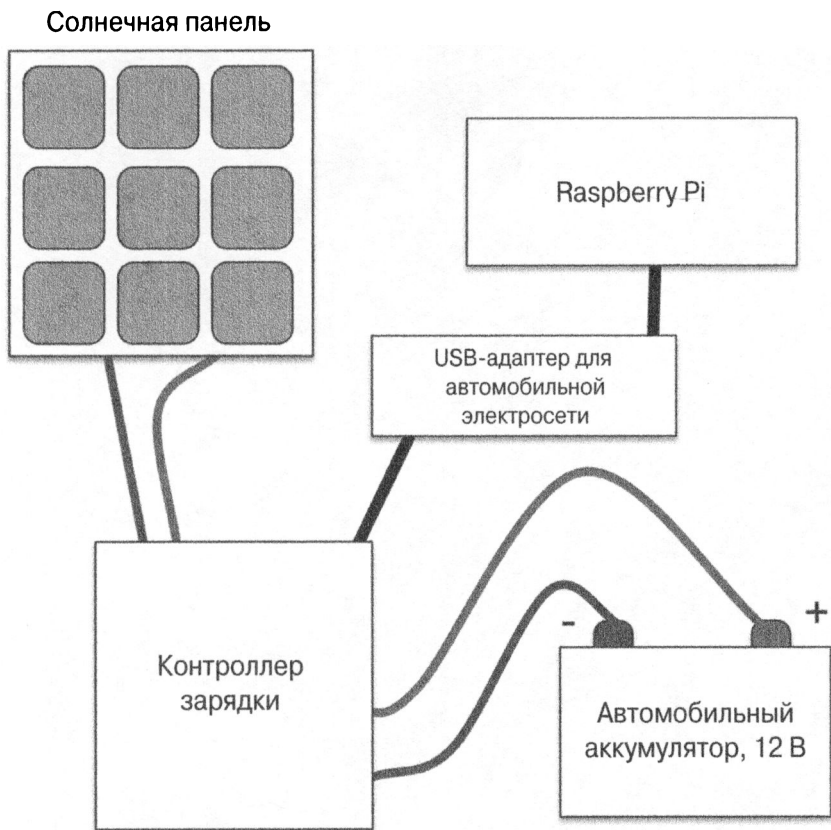 Солнечная панель
Raspberry Pi
USB-адаптер для
автомобильной
электросети
Контроллер
зарядки
- +
Автомобильный
аккумулятор, 12 В